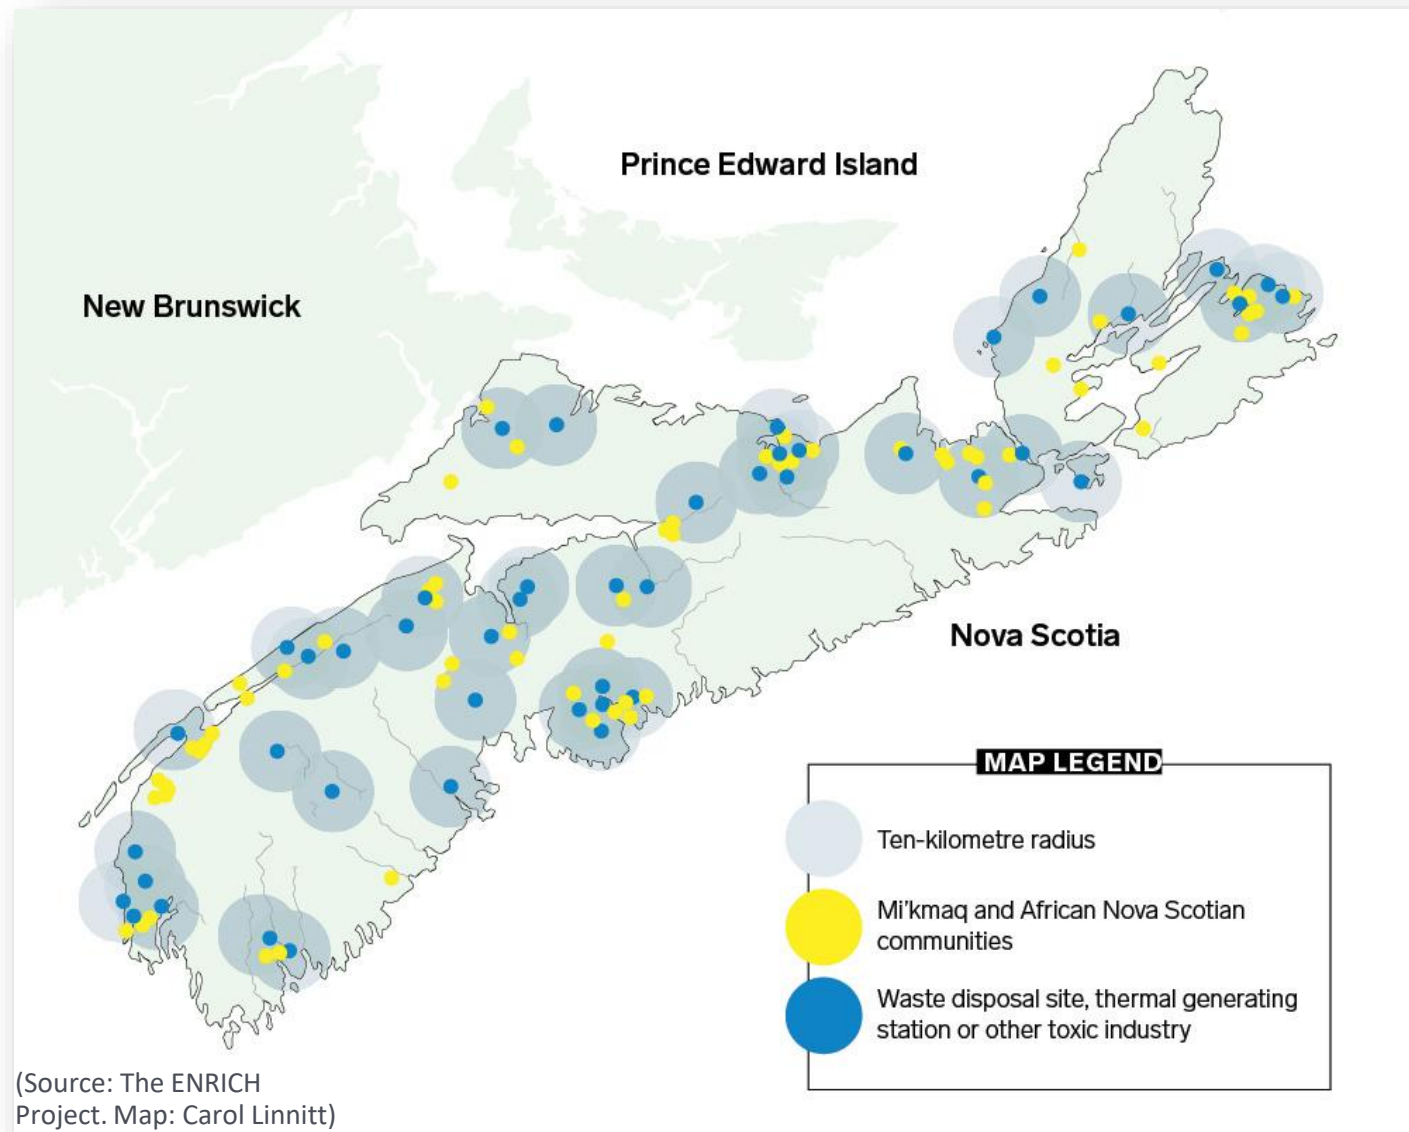 Prince Edward Island
New Brunswick
Nova Scotia
MAP LEGEND
Ten-kilometre radius
Mi'kmaq and African Nova Scotian
communities
Waste disposal site, thermal generating
station or other toxic industry
(Source: The ENRICH
Project. Map: Carol Linnitt)